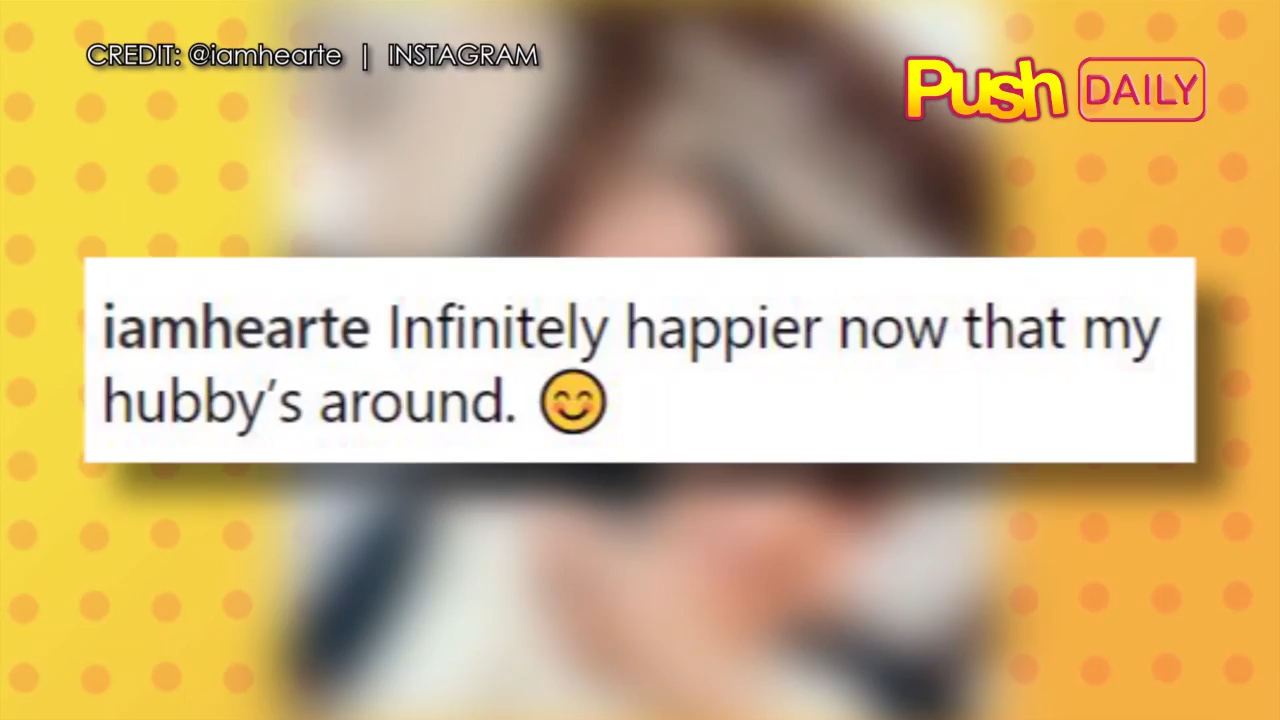 CREDIT: @iamhearte | INSTAGRAM
Push DAILY
iamhearte Infinitely happier now that my
hubby’s around. 😊